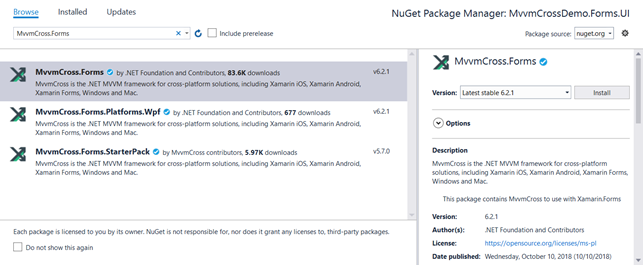 Browse Installed Updates NuGet Package Manager: MvvmCrossDemo.Forms.UI
MvvmCross.Forms Include prerelease Package source: nuget.org
MvvmCross.Forms by .NET Foundation and Contributors, 83.6K downloads v6.2.1
MvvmCross is the .NET MVVM framework for cross-platform solutions, including Xamarin iOS, Xamarin Android,
Xamarin Forms, Windows and Mac.
MvvmCross.Forms.Platforms.Wpf by .NET Foundation and Contributors, 677 downloads v6.2.1
MvvmCross is the .NET MVVM framework for cross-platform solutions, including Xamarin iOS, Xamarin Android,
Xamarin Forms, Windows and Mac.
MvvmCross.Forms.StarterPack by MvvmCross contributors, 5.97K downloads v5.7.0
MvvmCross is the .NET MVVM framework for cross-platform solutions, including Xamarin iOS, Xamarin Android,
Xamarin Forms, Windows and Mac.
Each package is licensed to you by its owner. NuGet is not responsible for, nor does it grant any licenses to, third-party packages.
Do not show this again
MvvmCross.Forms
Version: Latest stable 6.2.1 Install
Options
Description
MvvmCross is the .NET MVVM framework for cross-platform
solutions, including Xamarin iOS, Xamarin Android, Xamarin Forms,
Windows and Mac.
This package contains MvvmCross to use with Xamarin.Forms
Version: 6.2.1
Author(s): .NET Foundation and Contributors
License: https://opensource.org/licenses/ms-pl
Date published: Wednesday, October 10, 2018 (10/10/2018)